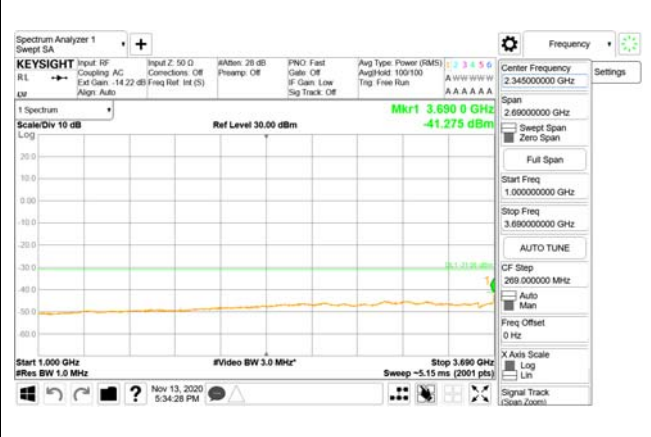 Spectrum Analyzer 1
Swept SA
Frequency
KEYSIGHT
RL
LXI
Input: RF
Coupling: AC
Ext Gain: -14.22 dB
Align: Auto
Input Z: 50 Ω
Corrections: Off
Freq Ref: Int (S)
#Atten: 28 dB
Preamp: Off
PNO: Fast
Gate: Off
IF Gain: Low
Sig Track: Off
Avg Type: Power (RMS)
Avg|Hold: 100/100
Trig: Free Run
1 2 3 4 5 6
A W W W W W
A A A A A A
1 Spectrum
Scale/Div 10 dB
Log
Ref Level 30.00 dBm
Mkr1 3.690 0 GHz
-41.275 dBm
20.0
10.0
0.00
-10.0
-20.0
-30.0
-40.0
-50.0
-60.0
1
Start 1.000 GHz
#Res BW 1.0 MHz
#Video BW 3.0 MHz*
Stop 3.690 GHz
Sweep ~5.15 ms (2001 pts)
Nov 13, 2020
5:34:28 PM
Center Frequency
2.345000000 GHz
Settings
Span
2.69000000 GHz
Swept Span
Zero Span
Full Span
Start Freq
1.000000000 GHz
Stop Freq
3.690000000 GHz
AUTO TUNE
CF Step
269.000000 MHz
Auto
Man
Freq Offset
0 Hz
X Axis Scale
Log
Lin
Signal Track
(Span Zoom)